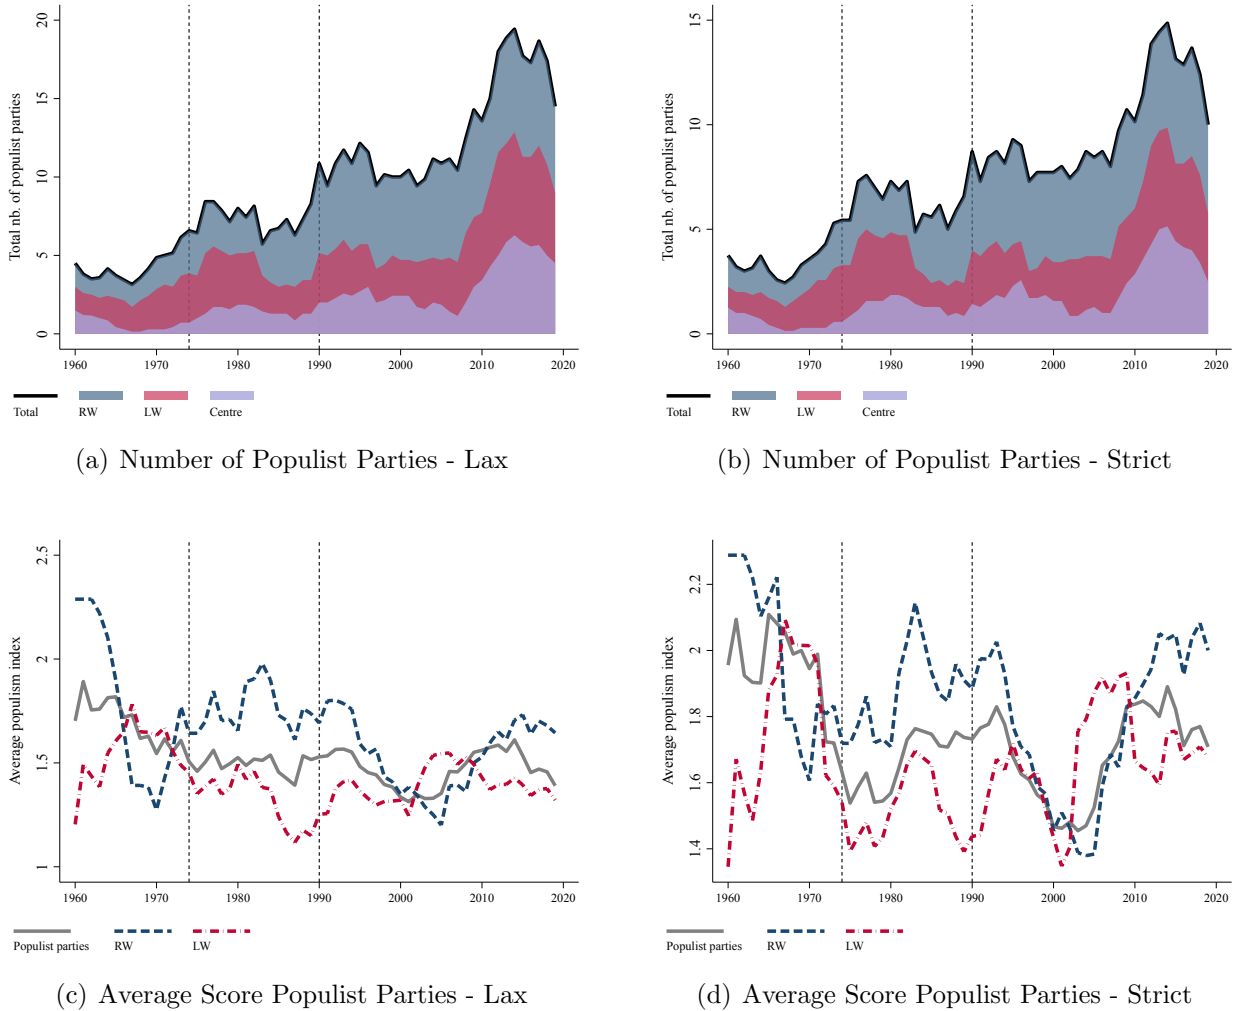 Total nb. of populist parties
20
15
10
5
0
1960 1970 1980 1990 2000 2010 2020
Total RW LW Centre
(a) Number of Populist Parties - Lax
Total nb. of populist parties
15
10
5
0
1960 1970 1980 1990 2000 2010 2020
Total RW LW Centre
(b) Number of Populist Parties - Strict
Average populism index
2.5
2
1.5
1
1960 1970 1980 1990 2000 2010 2020
Populist parties RW LW
(c) Average Score Populist Parties - Lax
Average populism index
2.2
2
1.8
1.6
1.4
1960 1970 1980 1990 2000 2010 2020
Populist parties RW LW
(d) Average Score Populist Parties - Strict